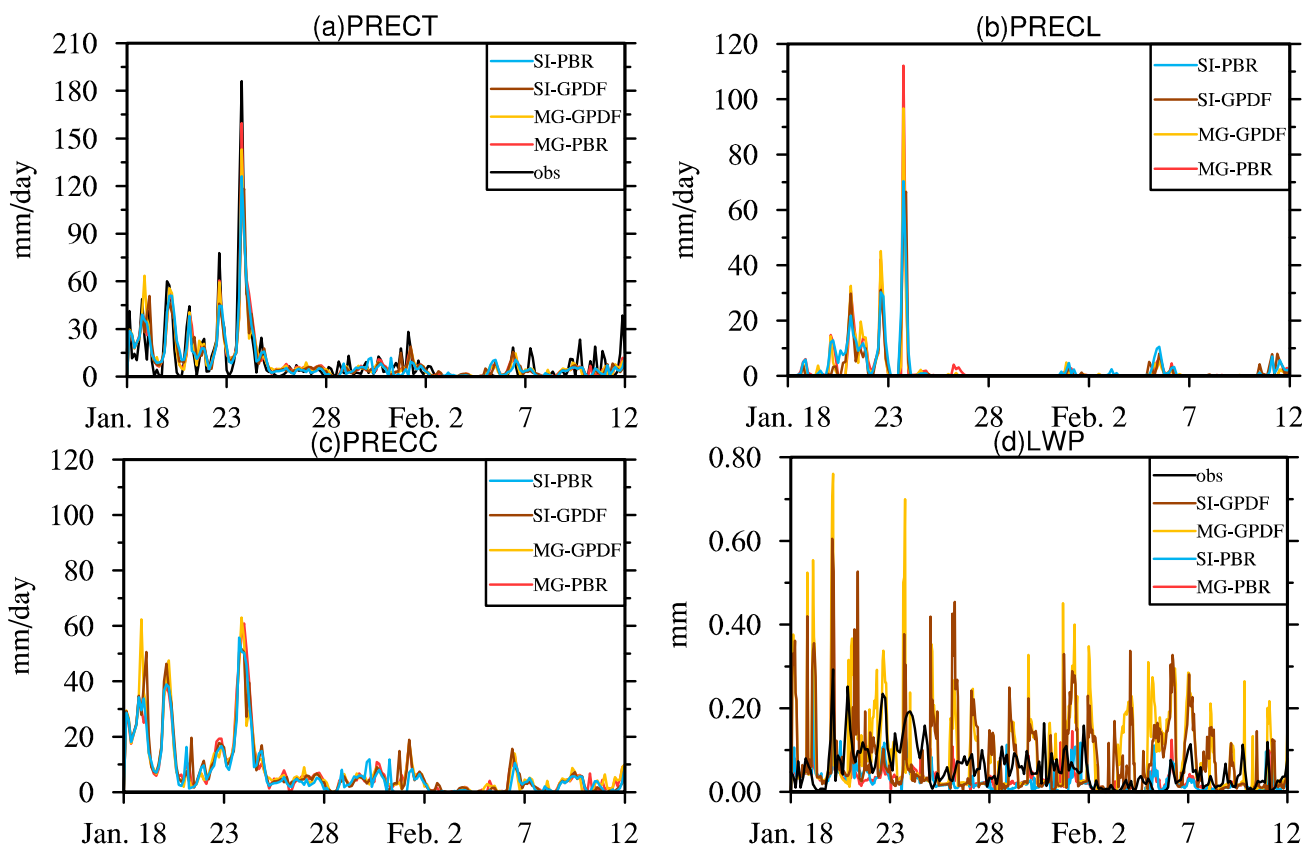 (a)PRECT
210
180
150
120
90
60
30
0
mm/day
SI-PBR
SI-GPDF
MG-GPDF
MG-PBR
obs
Jan. 18
23
28
Feb. 2
7
12
(b)PRECL
120
100
80
60
40
20
0
mm/day
SI-PBR
SI-GPDF
MG-GPDF
MG-PBR
Jan. 18
23
28
Feb. 2
7
12
(c)PRECC
120
100
80
60
40
20
0
mm/day
SI-PBR
SI-GPDF
MG-GPDF
MG-PBR
Jan. 18
23
28
Feb. 2
7
12
(d)LWP
0.80
0.60
0.40
0.20
0.00
mm
obs
SI-GPDF
MG-GPDF
SI-PBR
MG-PBR
Jan. 18
23
28
Feb. 2
7
12